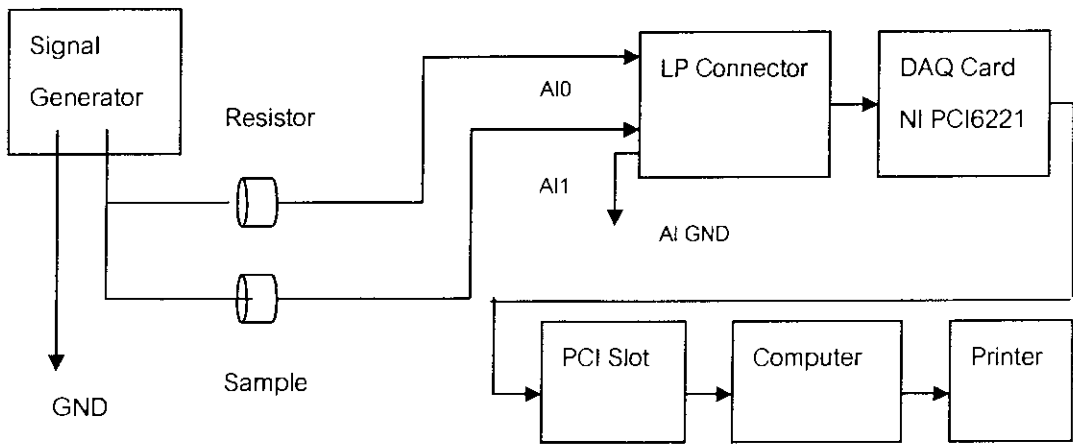 Signal
Generator
Resistor
AI0
LP Connector
DAQ Card
NI PCI6221
AI1
AI GND
Sample
GND
PCI Slot
Computer
Printer